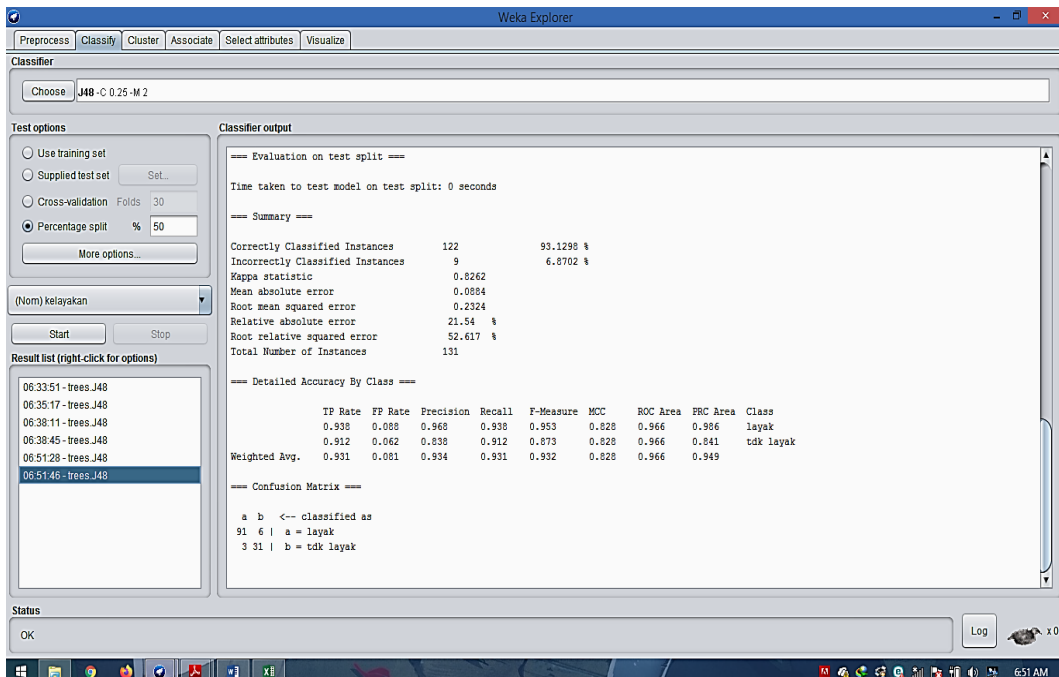 Weka Explorer
Preprocess Classify Cluster Associate Select attributes Visualize
Classifier
Choose J48 -C 0.25 -M 2
Test options
Use training set
Supplied test set Set...
Cross-validation Folds 30
Percentage split % 50
More options...
(Nom) kelayakan
Start Stop
Result list (right-click for options)
06:33:51 - trees.J48
06:35:17 - trees.J48
06:38:11 - trees.J48
06:38:45 - trees.J48
06:51:28 - trees.J48
06:51:46 - trees.J48
Classifier output
=== Evaluation on test split ===
Time taken to test model on test split: 0 seconds
=== Summary ===
Correctly Classified Instances 122 93.1298 %
Incorrectly Classified Instances 9 6.8702 %
Kappa statistic 0.8262
Mean absolute error 0.0884
Root mean squared error 0.2324
Relative absolute error 21.54 %
Root relative squared error 52.617 %
Total Number of Instances 131
=== Detailed Accuracy By Class ===
TP Rate FP Rate Precision Recall F-Measure MCC ROC Area PRC Area Class
0.938 0.088 0.968 0.938 0.953 0.828 0.966 0.986 layak
0.912 0.062 0.838 0.912 0.873 0.828 0.966 0.841 tdk layak
Weighted Avg. 0.931 0.081 0.934 0.931 0.932 0.828 0.966 0.949
=== Confusion Matrix ===
a b <-- classified as
91 6 | a = layak
3 31 | b = tdk layak
Status
OK
Log x 0
6:51 AM